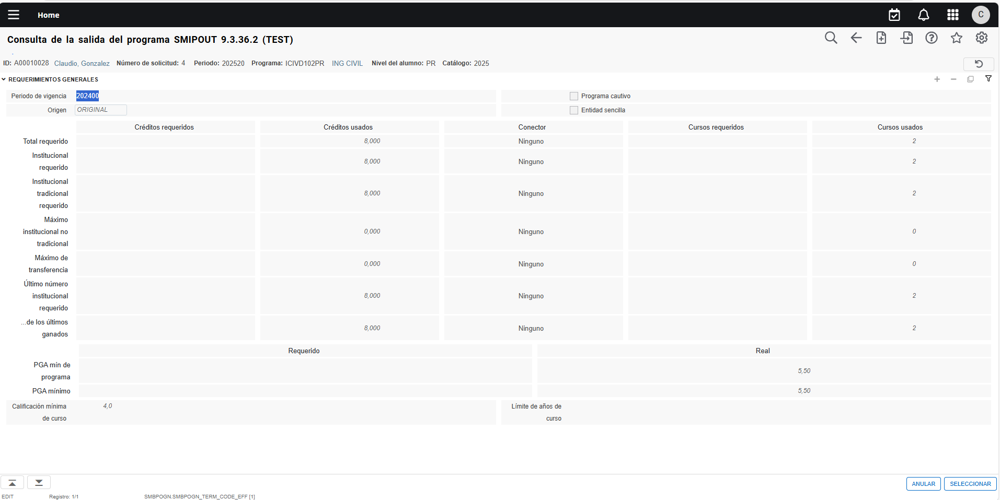 Home
C
Consulta de la salida del programa SMIPOUT 9.3.36.2 (TEST)
ID: A00010028 Claudio, Gonzalez Número de solicitud: 4 Periodo: 202520 Programa: ICIVD102PR ING CIVIL Nivel del alumno: PR Catálogo: 2025
REQUERIMIENTOS GENERALES
Periodo de vigencia 202400 Programa cautivo
Origen ORIGINAL Entidad sencilla
Créditos requeridos Créditos usados Conector Cursos requeridos Cursos usados
Total requerido 8,000 Ninguno 2
Institucional
requerido 8,000 Ninguno 2
Institucional
tradicional 8,000 Ninguno 2
requerido
Máximo
institucional no 0,000 Ninguno 0
tradicional
Máximo de
transferencia 0,000 Ninguno 0
Último número
institucional 8,000 Ninguno 2
requerido
...de los últimos
ganados 8,000 Ninguno 2
Requerido Real
PGA mín de
programa 5,50
PGA mínimo 5,50
Calificación mínima 4,0 Límite de años de
de curso curso
ANULAR SELECCIONAR
EDIT Registro: 1/1 SMBPOGN.SMBPOGN_TERM_CODE_EFF [1]